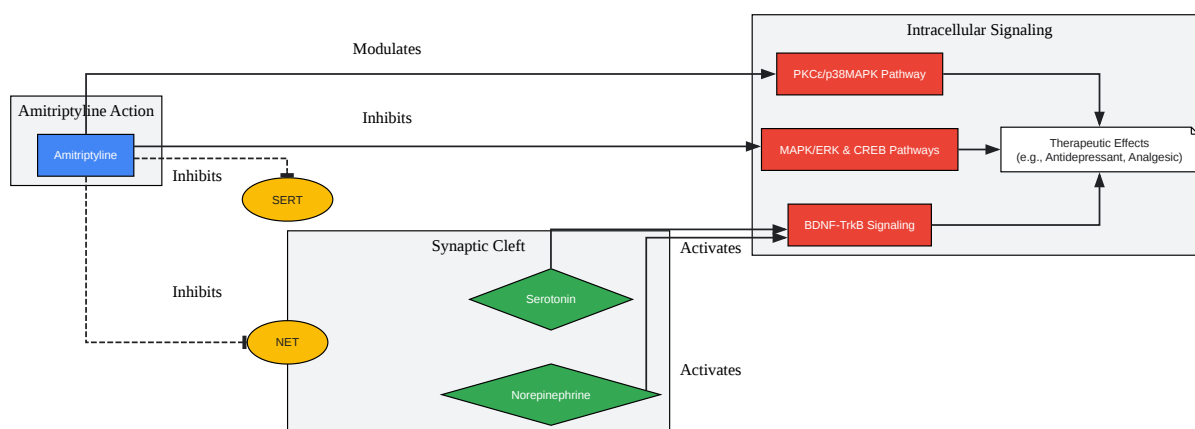 Intracellular Signaling
Modulates
PKCε/p38MAPK Pathway
Amitriptyline Action
Inhibits
Amitriptyline
MAPK/ERK & CREB Pathways
Therapeutic Effects
(e.g., Antidepressant, Analgesic)
Inhibits
SERT
BDNF-TrkB Signaling
Synaptic Cleft
Activates
Inhibits
Serotonin
NET
Activates
Norepinephrine